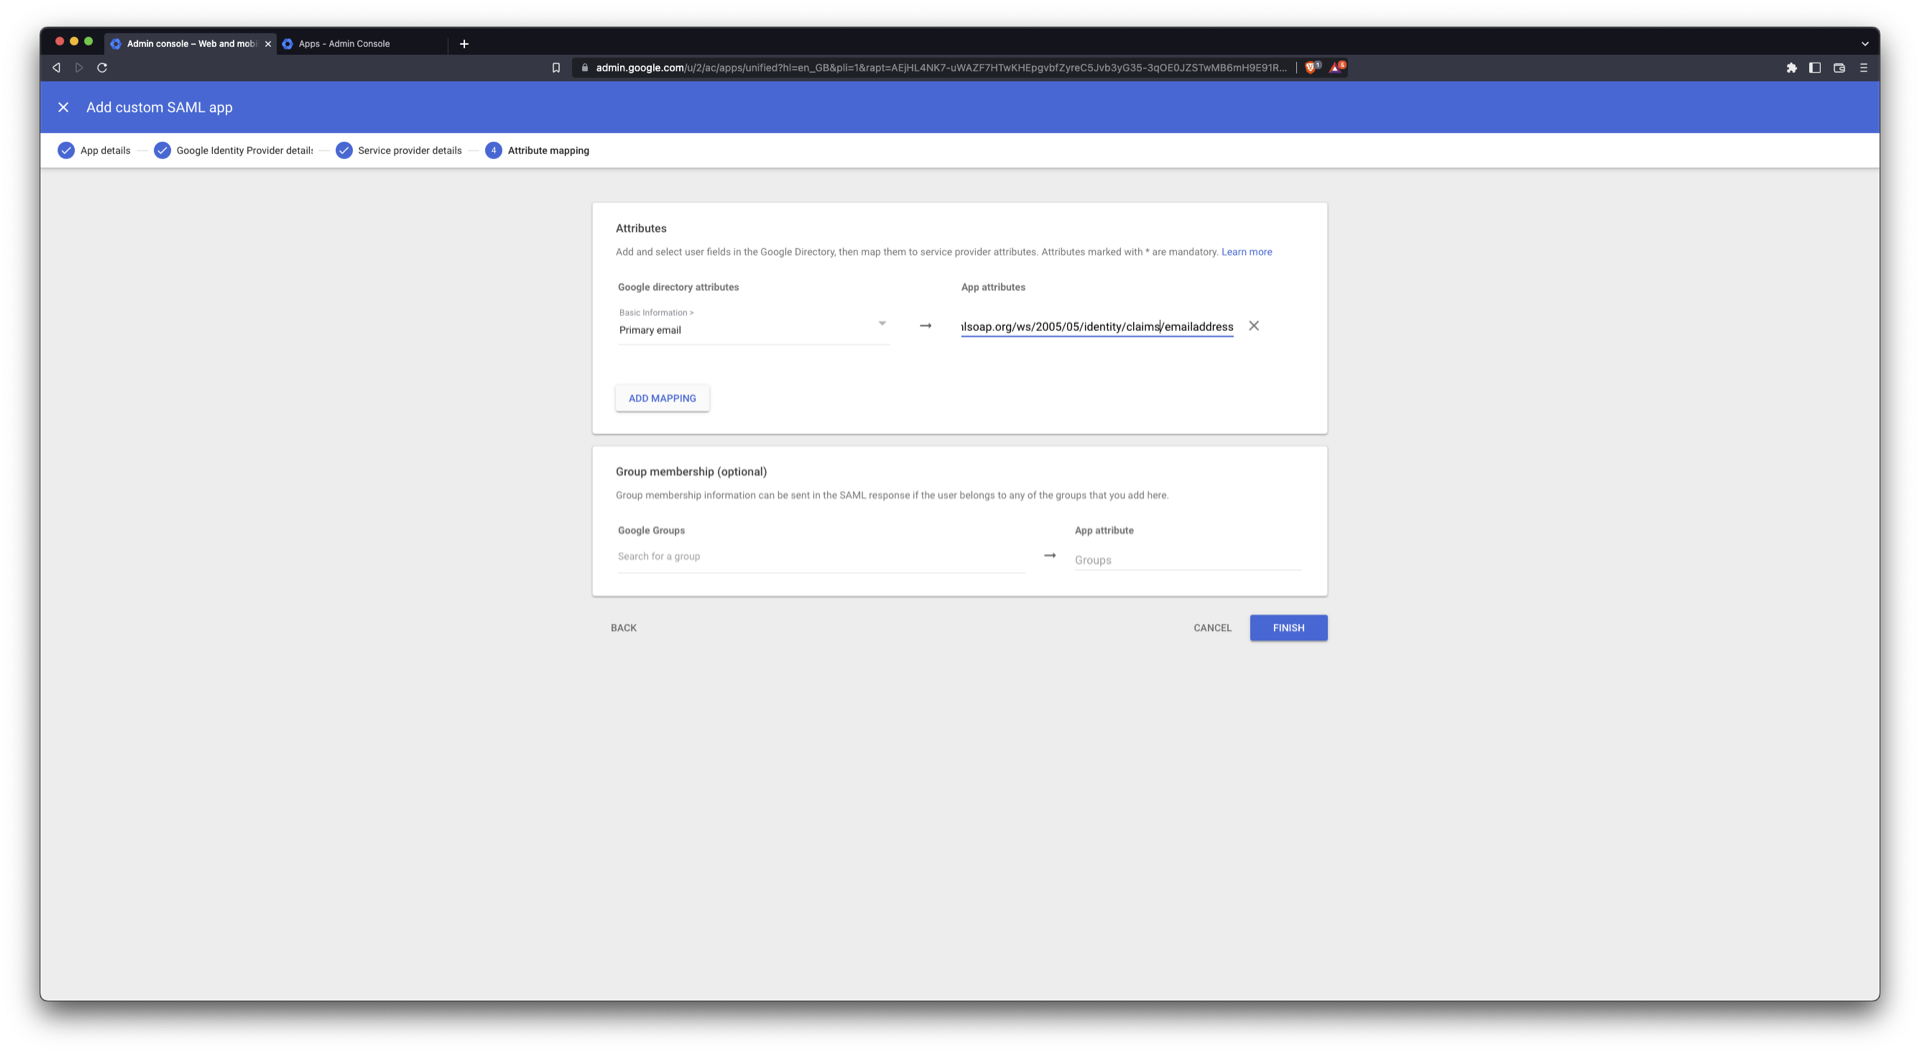 Admin console – Web and mobi
Apps - Admin Console
admin.google.com/u/2/ac/apps/unified?hl=en_GB&pli=1&rapt=AEjHL4NK7-uWAZF7HTwKHEpgvbfZyreC5Jvb3yG35-3qOE0JZSTwMB6mH9E91R...
Add custom SAML app
App details
Google Identity Provider details
Service provider details
4 Attribute mapping
Attributes
Add and select user fields in the Google Directory, then map them to service provider attributes. Attributes marked with * are mandatory. Learn more
Google directory attributes
App attributes
Basic Information >
Primary email
lsoap.org/ws/2005/05/identity/claims/emailaddress
ADD MAPPING
Group membership (optional)
Group membership information can be sent in the SAML response if the user belongs to any of the groups that you add here.
Google Groups
App attribute
Search for a group
Groups
BACK
CANCEL
FINISH